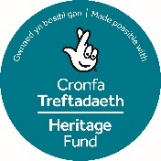 Gwnaed yn bosibl gan | Made possible with
Cronfa
Treftadaeth
Heritage
Fund